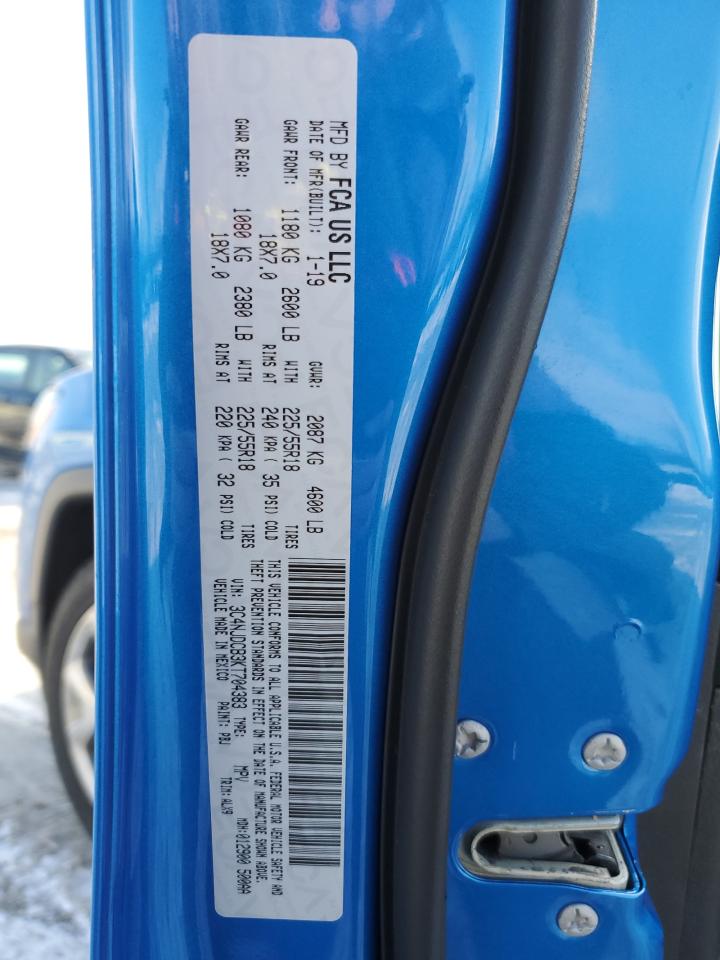 MFD BY FCA US LLC
DATE OF MFR(BUILT): 1-19 GVWR: 2087 KG 4600 LB
GAWR FRONT: 1180 KG 2600 LB WITH 225/55R18 TIRES
18X7.0 RIMS AT 240 KPA ( 35 PSI) COLD
GAWR REAR: 1080 KG 2380 LB WITH 225/55R18 TIRES
18X7.0 RIMS AT 220 KPA ( 32 PSI) COLD
THIS VEHICLE CONFORMS TO ALL APPLICABLE U.S.A. FEDERAL MOTOR VEHICLE SAFETY AND
THEFT PREVENTION STANDARDS IN EFFECT ON THE DATE OF MANUFACTURE SHOWN ABOVE.
VIN: 3C4NJDCB3KT704383 TYPE: MPV MDH:012900 500AA
VEHICLE MADE IN MEXICO PAINT: PBJ TRIM:ALX9